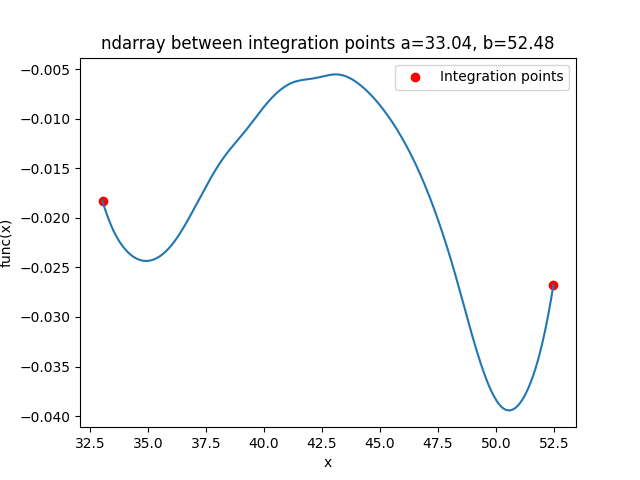 ndarray between integration points a=33.04, b=52.48
Integration points
−0.005
−0.010
−0.015
−0.020
−0.025
−0.030
−0.035
−0.040
func(x)
32.5 35.0 37.5 40.0 42.5 45.0 47.5 50.0 52.5
x